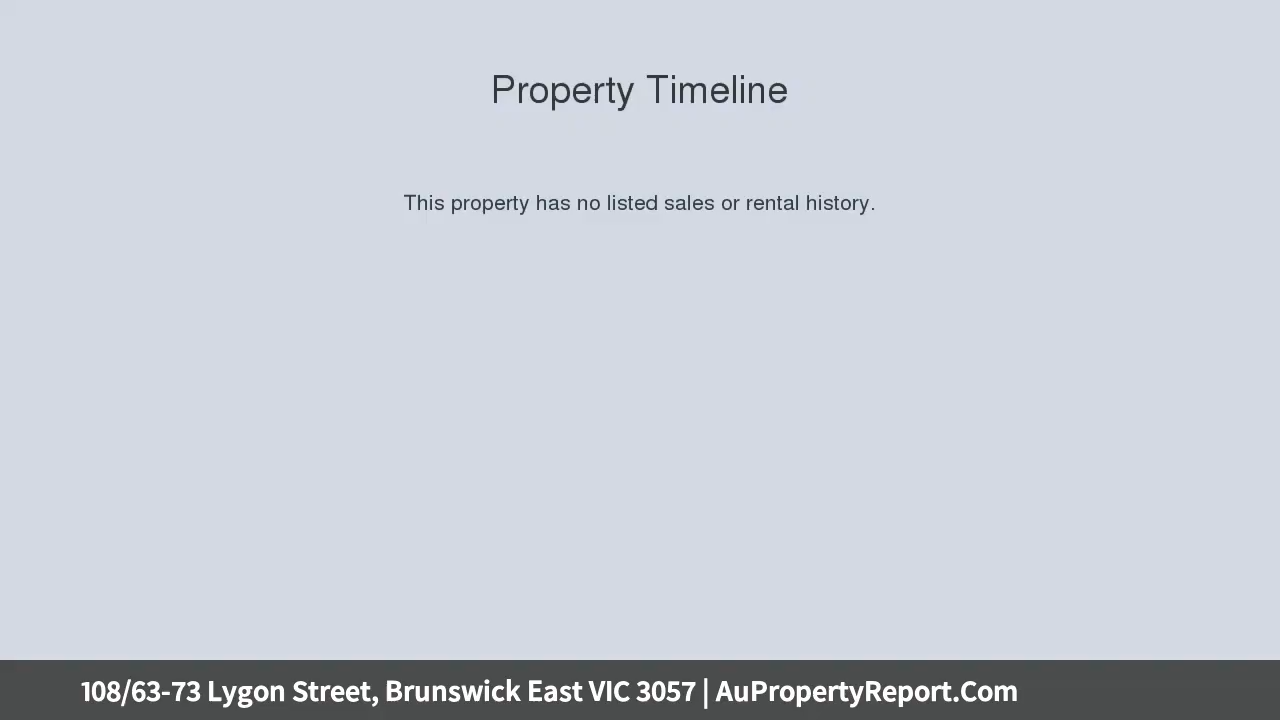 Property Timeline
This property has no listed sales or rental history.
108/63-73 Lygon Street, Brunswick East VIC 3057 | AuPropertyReport.Com